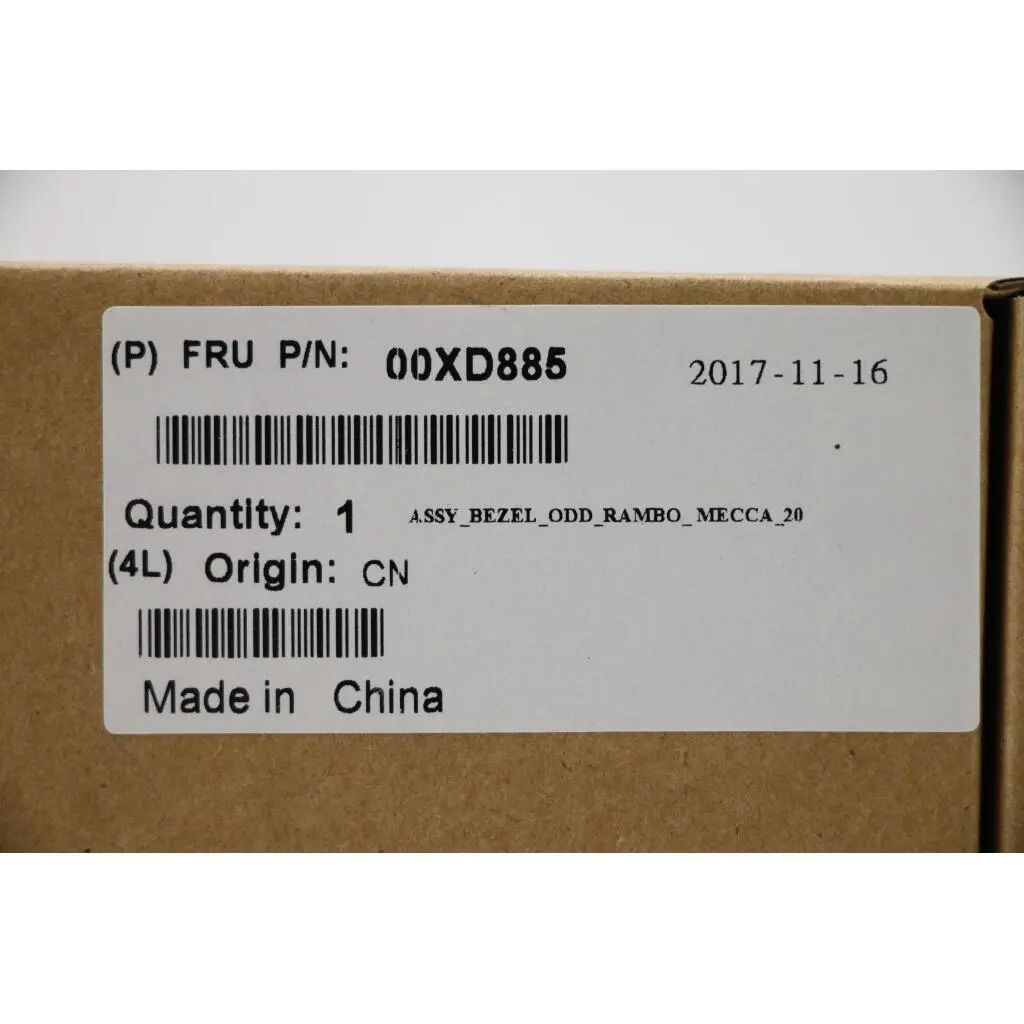 (P) FRU P/N: 00XD885 2017-11-16
Quantity: 1 ASSY_BEZEL_ODD_RAMBO_MECCA_20
(4L) Origin: CN
Made in China